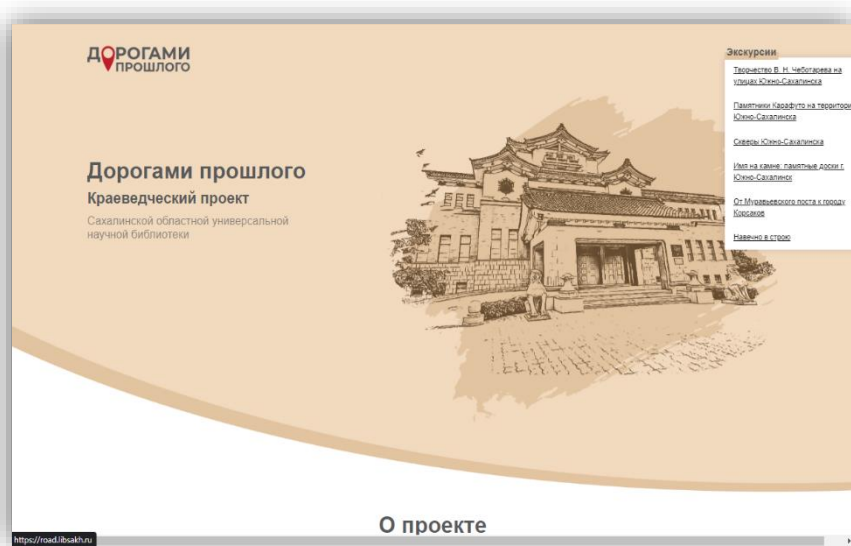 ДОРОГАМИ
ПРОШЛОГО
Экскурсии
Творчество В. Н. Чеботарева на
улицах Южно-Сахалинска
Памятники Карафуто на территори
Южно-Сахалинска
Скверы Южно-Сахалинска
Имя на камне: памятные доски г.
Южно-Сахалинск
От Муравьевского поста к городу
Корсаков
Навечно в строю
Дорогами прошлого
Краеведческий проект
Сахалинской областной универсальной
научной библиотеки
О проекте
https://road.libsakh.ru